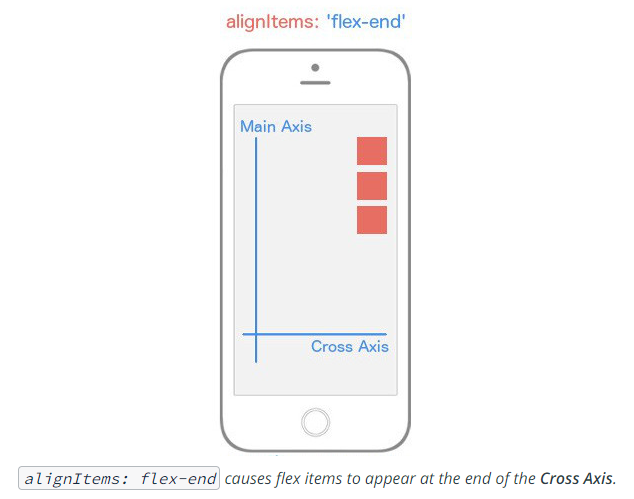 alignItems: 'flex-end'
Main Axis
Cross Axis
alignItems: flex-end causes flex items to appear at the end of the Cross Axis.